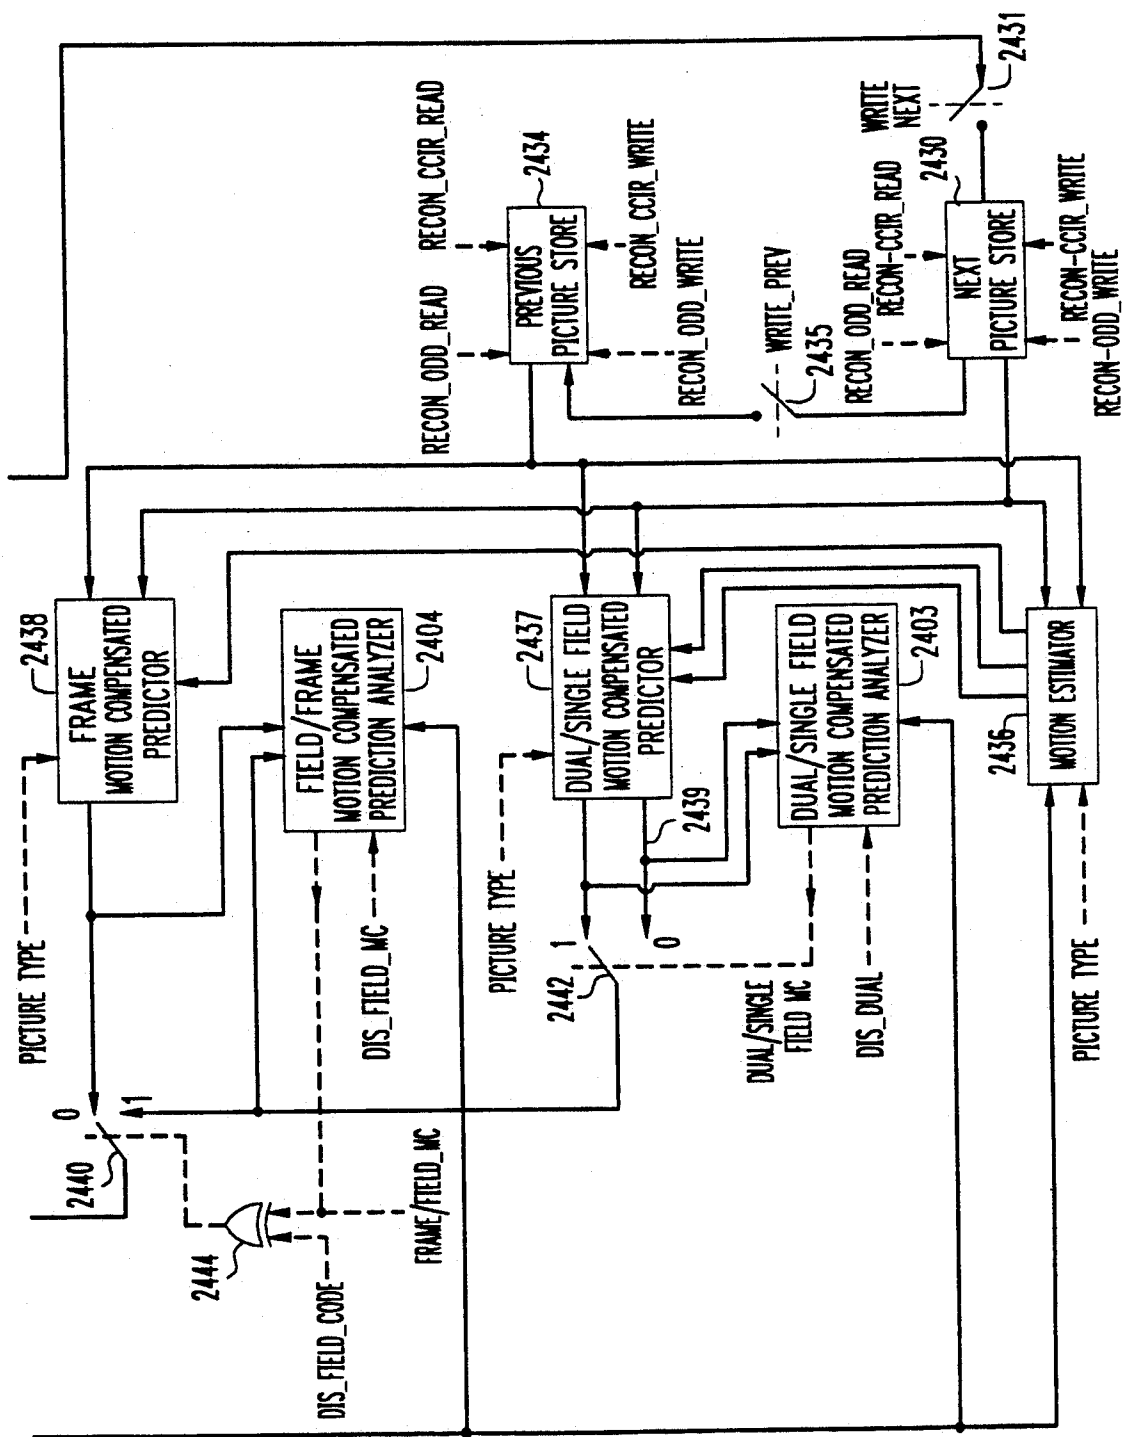 2431
WRITE
NEXT
RECON_CCIR_READ
2434
PREVIOUS
PICTURE STORE
RECON_CCIR_WRITE
RECON_ODD_READ
RECON_ODD_WRITE
WRITE_PREV
2435
2430
RECON-CCIR_READ
RECON_ODD_READ
NEXT
PICTURE STORE
RECON-CCIR_WRITE
RECON-ODD_WRITE
2438
FRAME
MOTION COMPENSATED
PREDICTOR
2404
FIELD/FRAME
MOTION COMPENSATED
PREDICTION ANALYZER
2437
DUAL/SINGLE FIELD
MOTION COMPENSATED
PREDICTOR
2439
2403
DUAL/SINGLE FIELD
MOTION COMPENSATED
PREDICTION ANALYZER
2436
MOTION ESTIMATOR
PICTURE TYPE
DIS_FIELD_MC
PICTURE TYPE
1
0
2442
DUAL/SINGLE
FIELD MC
DIS_DUAL
PICTURE TYPE
0
1
2440
2444
FRAME/FIELD_MC
DIS_FIELD_CODE